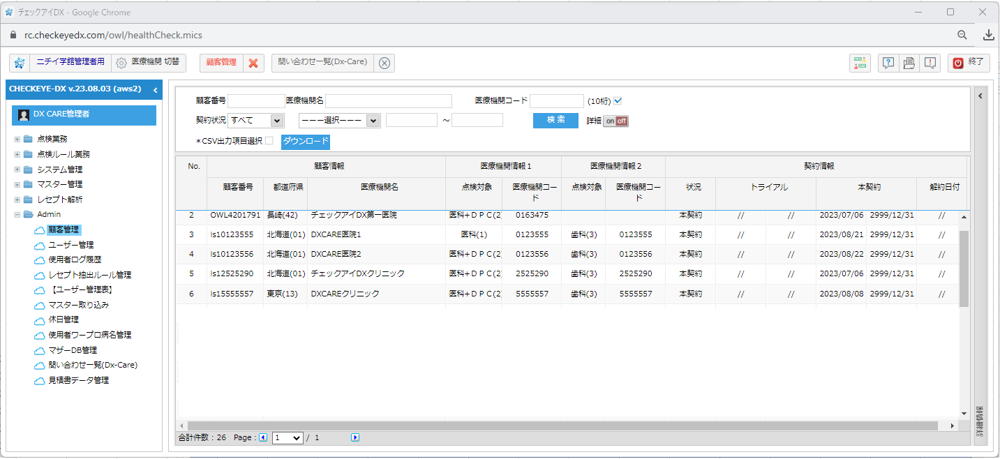 チェックアイDX - Google Chrome
rc.checkeyedx.com/owl/healthCheck.mics
ニチイ学館管理者用 医療機関 切替 顧客管理 問い合わせ一覧(Dx-Care) 終了
CHECKEYE-DX v.23.08.03 (aws2)
DX CARE管理者
点検業務
点検ルール業務
システム管理
マスター管理
レセプト解析
Admin
顧客管理
ユーザー管理
使用者ログ履歴
レセプト抽出ルール管理
【ユーザー管理表】
マスター取り込み
休日管理
使用者ワープロ病名管理
マザーDB管理
問い合わせ一覧(Dx-Care)
見積書データ管理
顧客番号 医療機関名 医療機関コード (10桁)
契約状況 すべて ーーー選択ーーー ～ 検 索 詳細 on off
*CSV出力項目選択 ダウンロード
No. 顧客情報 医療機関情報1 医療機関情報2 契約情報
顧客番号 都道府県 医療機関名 点検対象 医療機関コード 点検対象 医療機関コード 状況 トライアル 本契約 解約日付
2 OWL4201791 長崎(42) チェックアイDX第一医院 医科+ＤＰＣ(2 0163475 本契約 // // 2023/07/06 2999/12/31 //
3 ls10123555 北海道(01) DXCARE医院1 医科(1) 0123555 歯科(3) 0123555 本契約 // // 2023/08/21 2999/12/31 //
4 ls10123556 北海道(01) DXCARE医院2 医科+ＤＰＣ(2 0123556 歯科(3) 0123556 本契約 // // 2023/08/22 2999/12/31 //
5 ls12525290 北海道(01) チェックアイDXクリニック 医科+ＤＰＣ(2 2525290 歯科(3) 2525290 本契約 // // 2023/07/06 2999/12/31 //
6 ls15555557 東京(13) DXCAREクリニック 医科+ＤＰＣ(2 5555557 歯科(3) 5555557 本契約 // // 2023/08/08 2999/12/31 //
合計件数 : 26 Page : 1 / 1
詳細情報